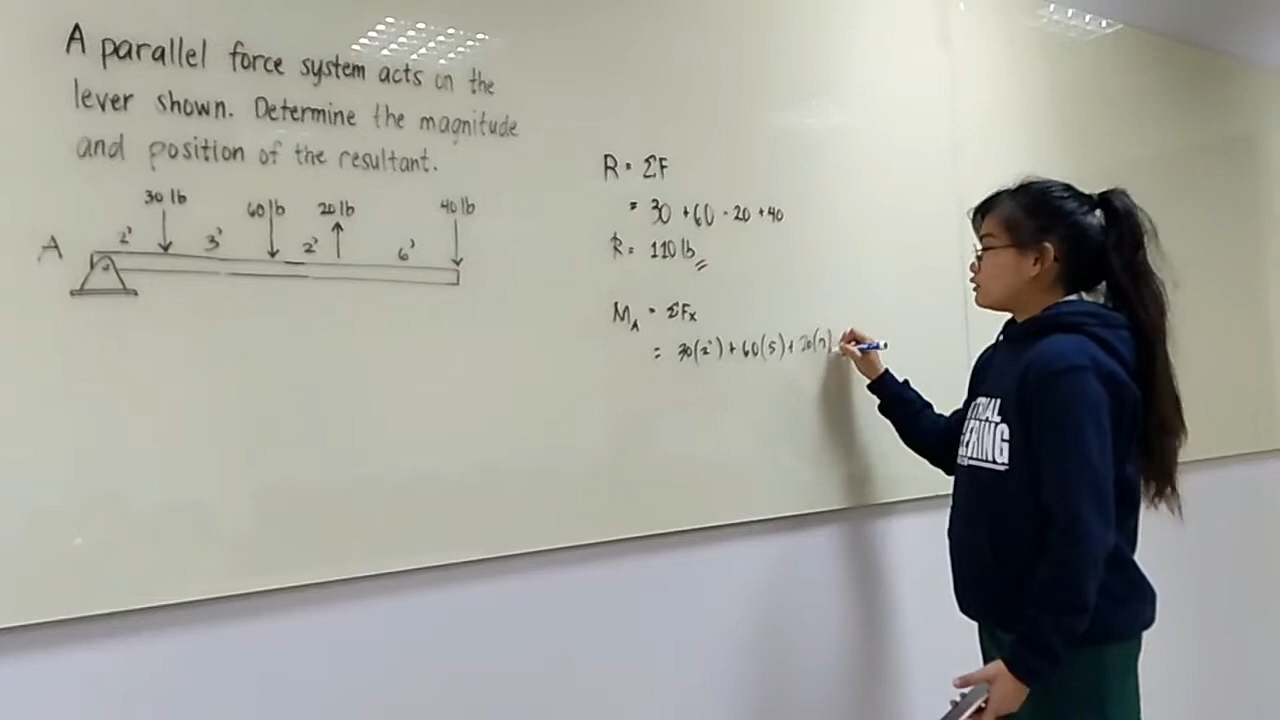 A parallel force system acts on the
lever shown. Determine the magnitude
and position of the resultant.
30 lb
60 lb
20 lb
40 lb
2'
3'
2'
6'
A
R = ΣF
= 30 + 60 - 20 + 40
R = 110 lb
M_A = ΣFx
= 30(2') + 60(5) + 20(7)